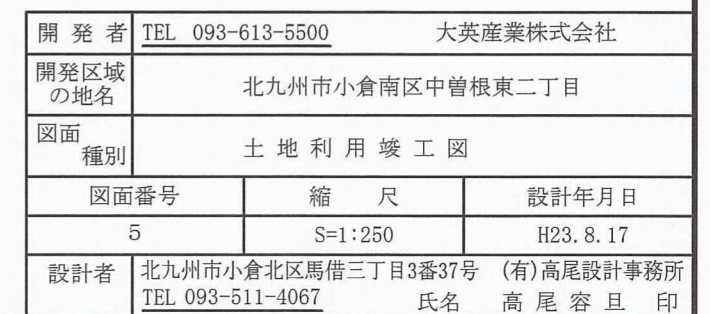 開発者 TEL 093-613-5500 大英産業株式会社
開発区域
の地名
北九州市小倉南区中曽根東二丁目
図面
種別
土地利用竣工図
図面番号 縮尺 設計年月日
5 S=1:250 H23.8.17
設計者
北九州市小倉北区馬借三丁目3番37号 (有)高尾設計事務所
TEL 093-511-4067 氏名 高尾容旦 印